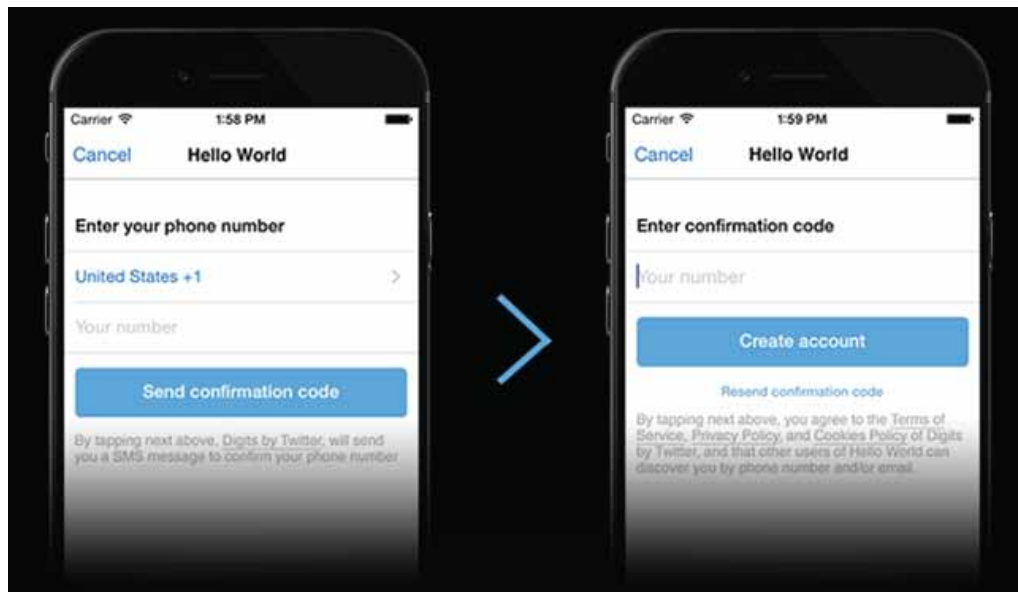 Carrier
1:58 PM
Cancel
Hello World
Enter your phone number
United States +1
Your number
Send confirmation code
By tapping next above, Digits by Twitter, will send
you a SMS message to confirm your phone number
Carrier
1:59 PM
Cancel
Hello World
Enter confirmation code
Your number
Create account
Resend confirmation code
By tapping next above, you agree to the Terms of
Service, Privacy Policy, and Cookies Policy of Digits
by Twitter, and that other users of Hello World can
discover you by phone number and/or email.